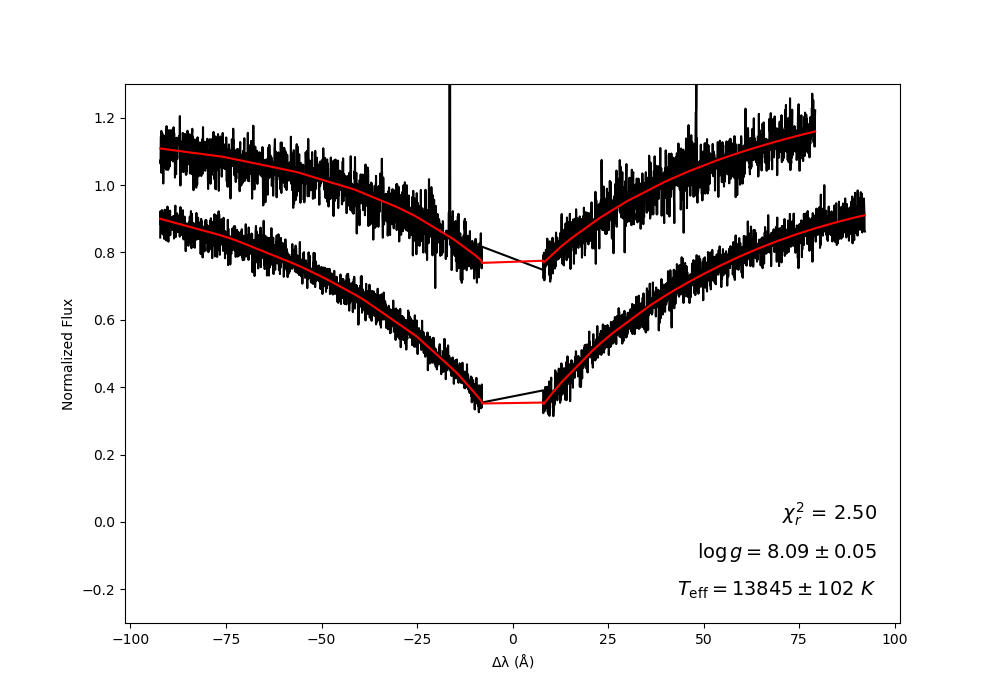 1.2
1.0
0.8
0.6
0.4
0.2
0.0
−0.2
Normalized Flux
χ²ᵣ = 2.50
log g = 8.09 ± 0.05
T_eff = 13845 ± 102 K
−100 −75 −50 −25 0 25 50 75 100
Δλ (Å)